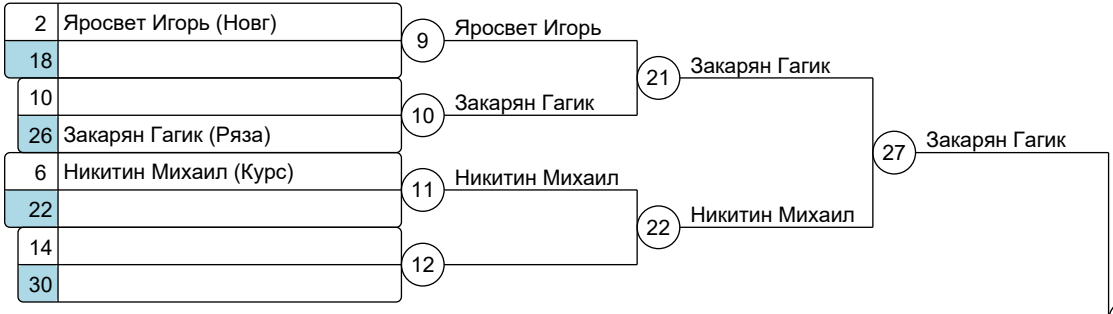 2 Яросвет Игорь (Новг)
18
10
26 Закарян Гагик (Ряза)
6 Никитин Михаил (Курс)
22
14
30
9 Яросвет Игорь
10 Закарян Гагик
11 Никитин Михаил
12
21 Закарян Гагик
22 Никитин Михаил
27 Закарян Гагик